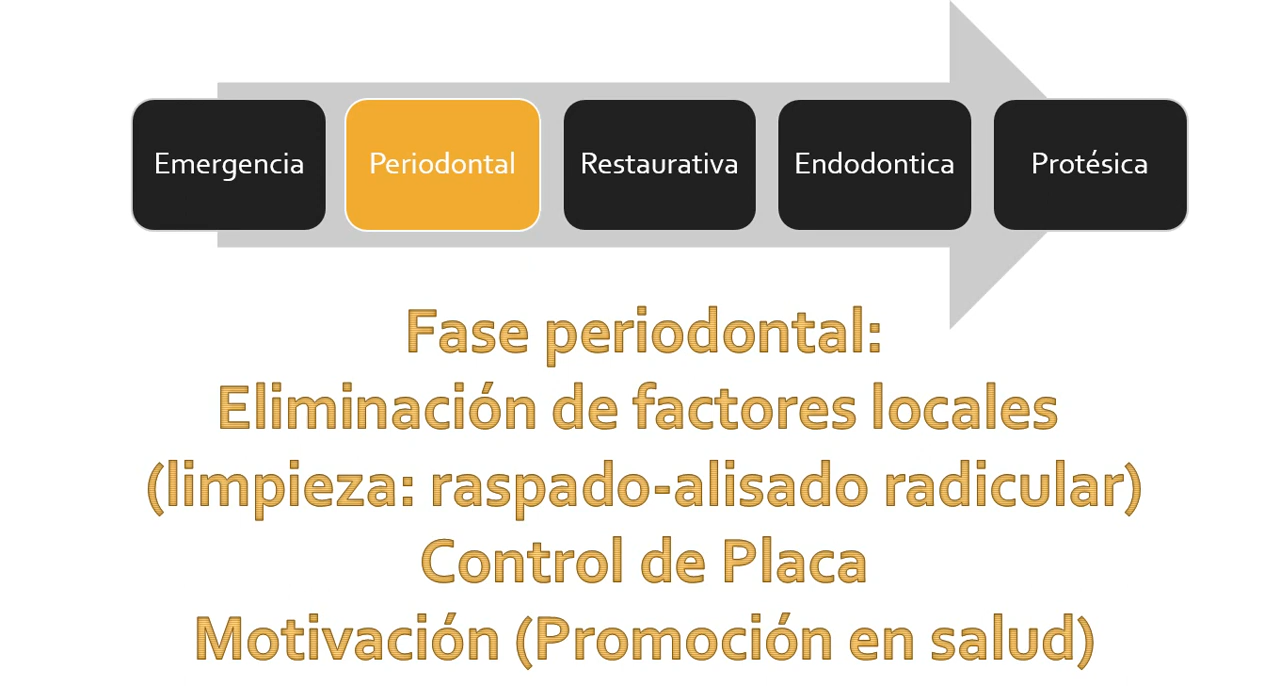 Emergencia
Periodontal
Restaurativa
Endodontica
Protésica
Fase periodontal:
Eliminación de factores locales
(limpieza: raspado-alisado radicular)
Control de Placa
Motivación (Promoción en salud)